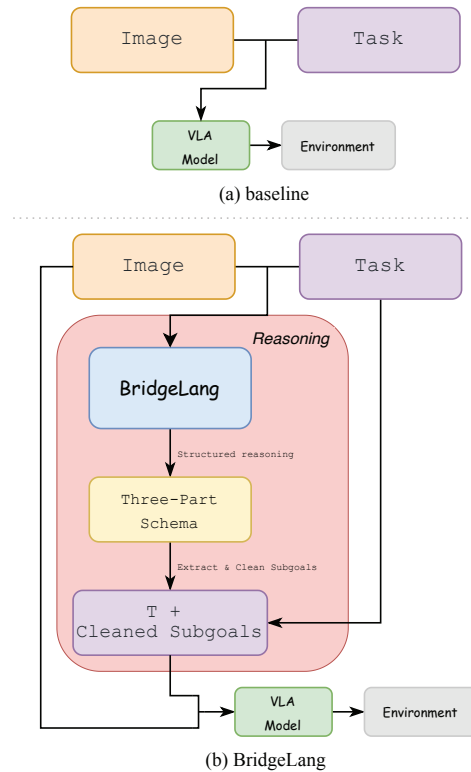 Image
Task
VLA
Model
Environment
(a) baseline
Image
Task
Reasoning
BridgeLang
Structured reasoning
Three-Part
Schema
Extract & Clean Subgoals
T +
Cleaned Subgoals
VLA
Model
Environment
(b) BridgeLang